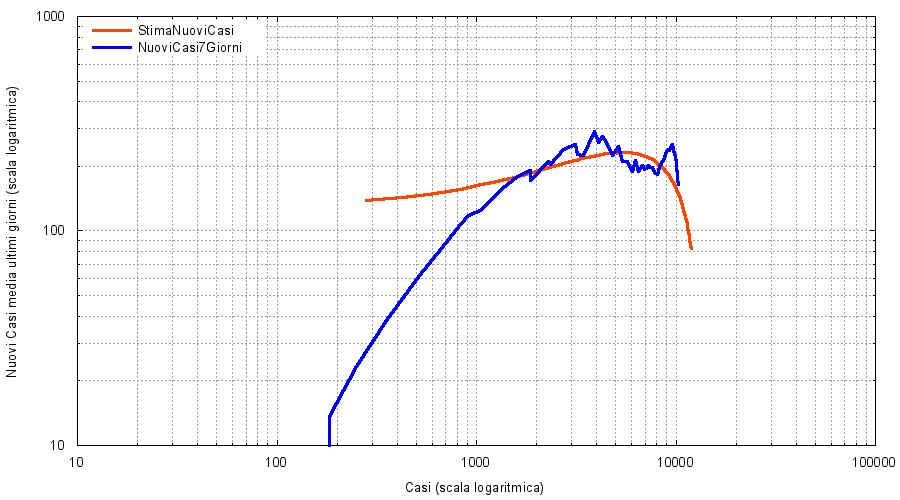 1000
StimaNuoviCasi
NuoviCasi7Giorni
100
10
Nuovi Casi media ultimi giorni (scala logaritmica)
10
100
1000
10000
100000
Casi (scala logaritmica)